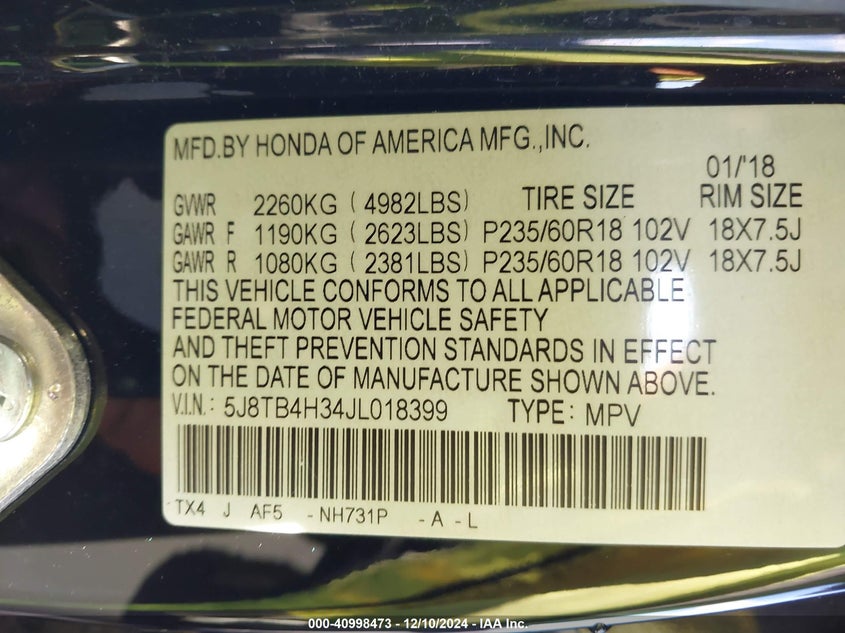 MFD.BY HONDA OF AMERICA MFG.,INC.
01/'18
GVWR 2260KG ( 4982LBS) TIRE SIZE RIM SIZE
GAWR F 1190KG ( 2623LBS) P235/60R18 102V 18X7.5J
GAWR R 1080KG ( 2381LBS) P235/60R18 102V 18X7.5J
THIS VEHICLE CONFORMS TO ALL APPLICABLE
FEDERAL MOTOR VEHICLE SAFETY
AND THEFT PREVENTION STANDARDS IN EFFECT
ON THE DATE OF MANUFACTURE SHOWN ABOVE.
V.I.N.: 5J8TB4H34JL018399 TYPE: MPV
TX4 J AF5 - NH731P - A - L
000-40998473 - 12/10/2024 - IAA Inc.